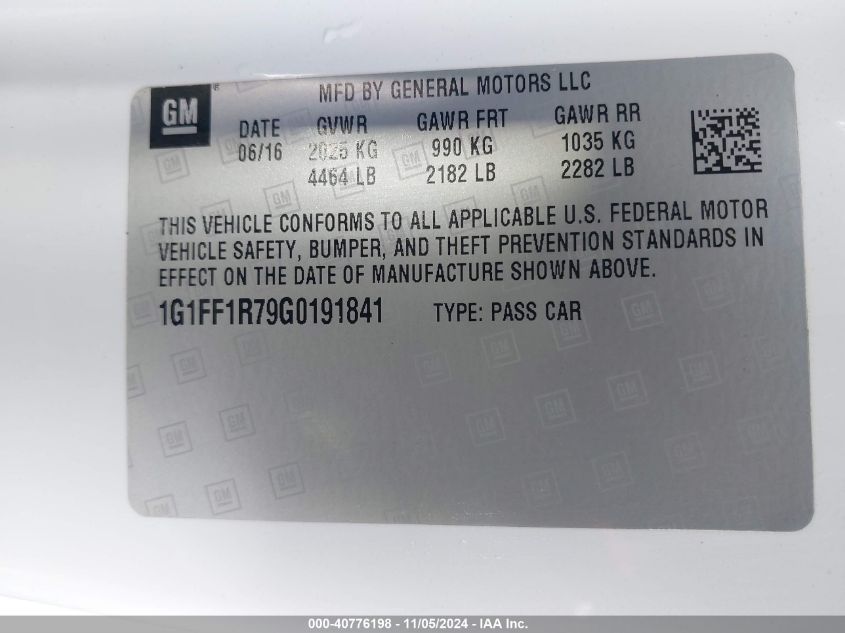 GM
MFD BY GENERAL MOTORS LLC
DATE GVWR GAWR FRT GAWR RR
06/16 2025 KG 990 KG 1035 KG
4464 LB 2182 LB 2282 LB
THIS VEHICLE CONFORMS TO ALL APPLICABLE U.S. FEDERAL MOTOR
VEHICLE SAFETY, BUMPER, AND THEFT PREVENTION STANDARDS IN
EFFECT ON THE DATE OF MANUFACTURE SHOWN ABOVE.
1G1FF1R79G0191841 TYPE: PASS CAR
000-40776198 - 11/05/2024 - IAA Inc.